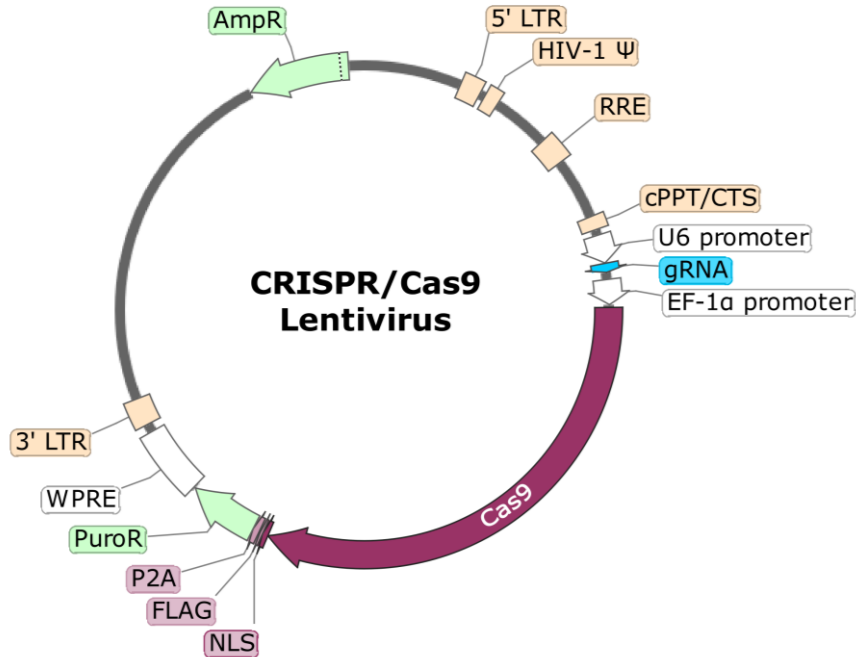 AmpR
5' LTR
HIV-1 Ψ
RRE
cPPT/CTS
U6 promoter
gRNA
EF-1α promoter
CRISPR/Cas9
Lentivirus
Cas9
3' LTR
WPRE
PuroR
P2A
FLAG
NLS